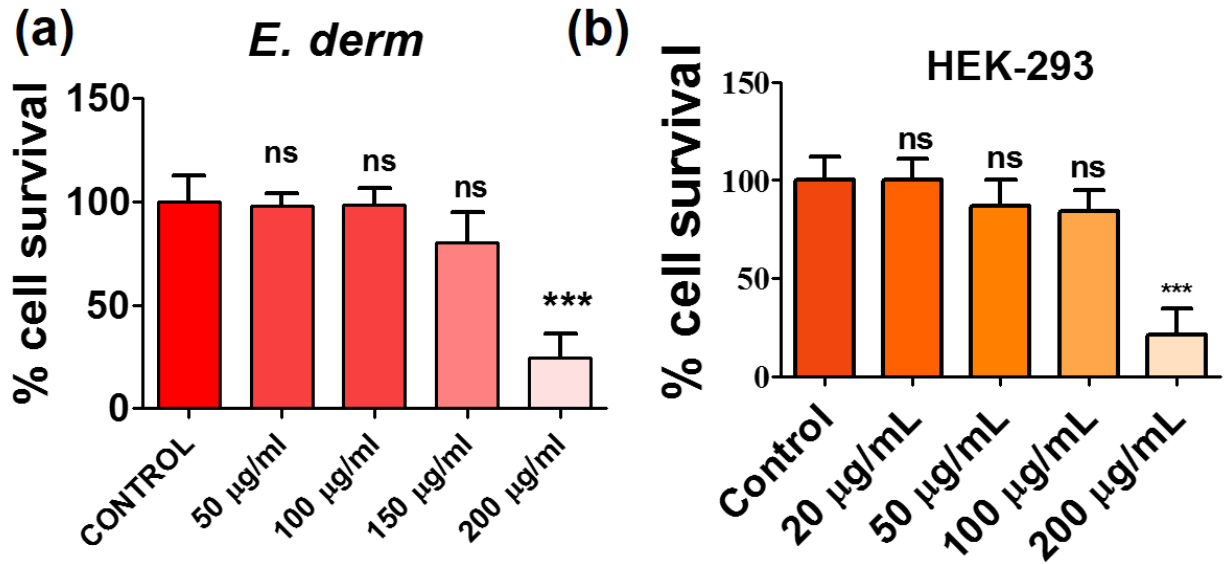 (a)
E. derm
% cell survival
150
100
50
0
ns
ns
ns
***
CONTROL
50 μg/ml
100 μg/ml
150 μg/ml
200 μg/ml
(b)
HEK-293
% cell survival
150
100
50
0
ns
ns
ns
***
Control
20 μg/mL
50 μg/mL
100 μg/mL
200 μg/mL